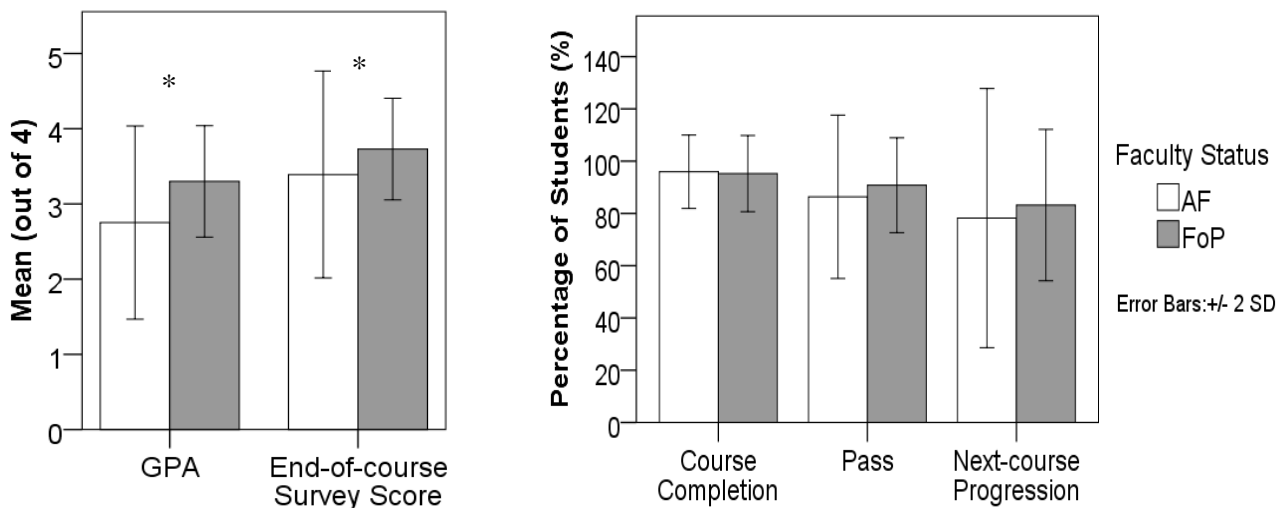 Mean (out of 4)
5
4
3
2
1
0
*
*
GPA
End-of-course
Survey Score
Percentage of Students (%)
140
120
100
80
60
40
20
0
Course
Completion
Pass
Next-course
Progression
Faculty Status
AF
FoP
Error Bars:+/- 2 SD